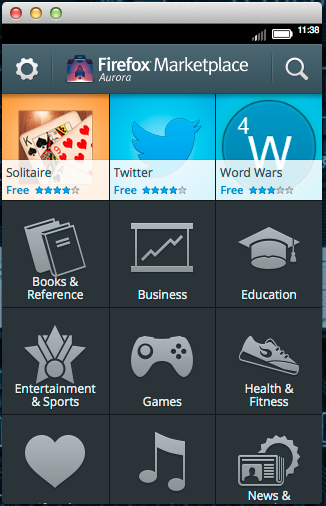 11:38
Firefox Marketplace
Aurora
K
4
W
Solitaire
Twitter
Word Wars
Free
Free
Free
Books &
Reference
Business
Education
Entertainment
& Sports
Games
Health &
Fitness
News &